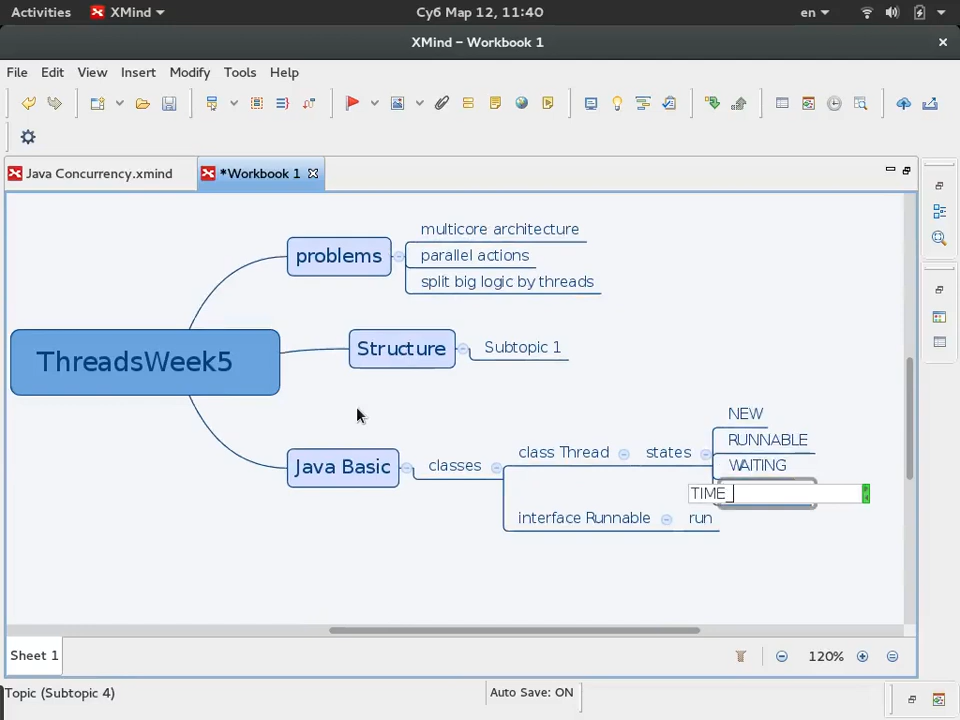 Activities XMind Суб Мар 12, 11:40 en
XMind – Workbook 1
File Edit View Insert Modify Tools Help
Java Concurrency.xmind *Workbook 1
problems
multicore architecture
parallel actions
split big logic by threads
ThreadsWeek5
Structure
Subtopic 1
Java Basic
classes
class Thread
states
NEW
RUNNABLE
WAITING
TIME_
interface Runnable
run
Sheet 1
120%
Topic (Subtopic 4)
Auto Save: ON